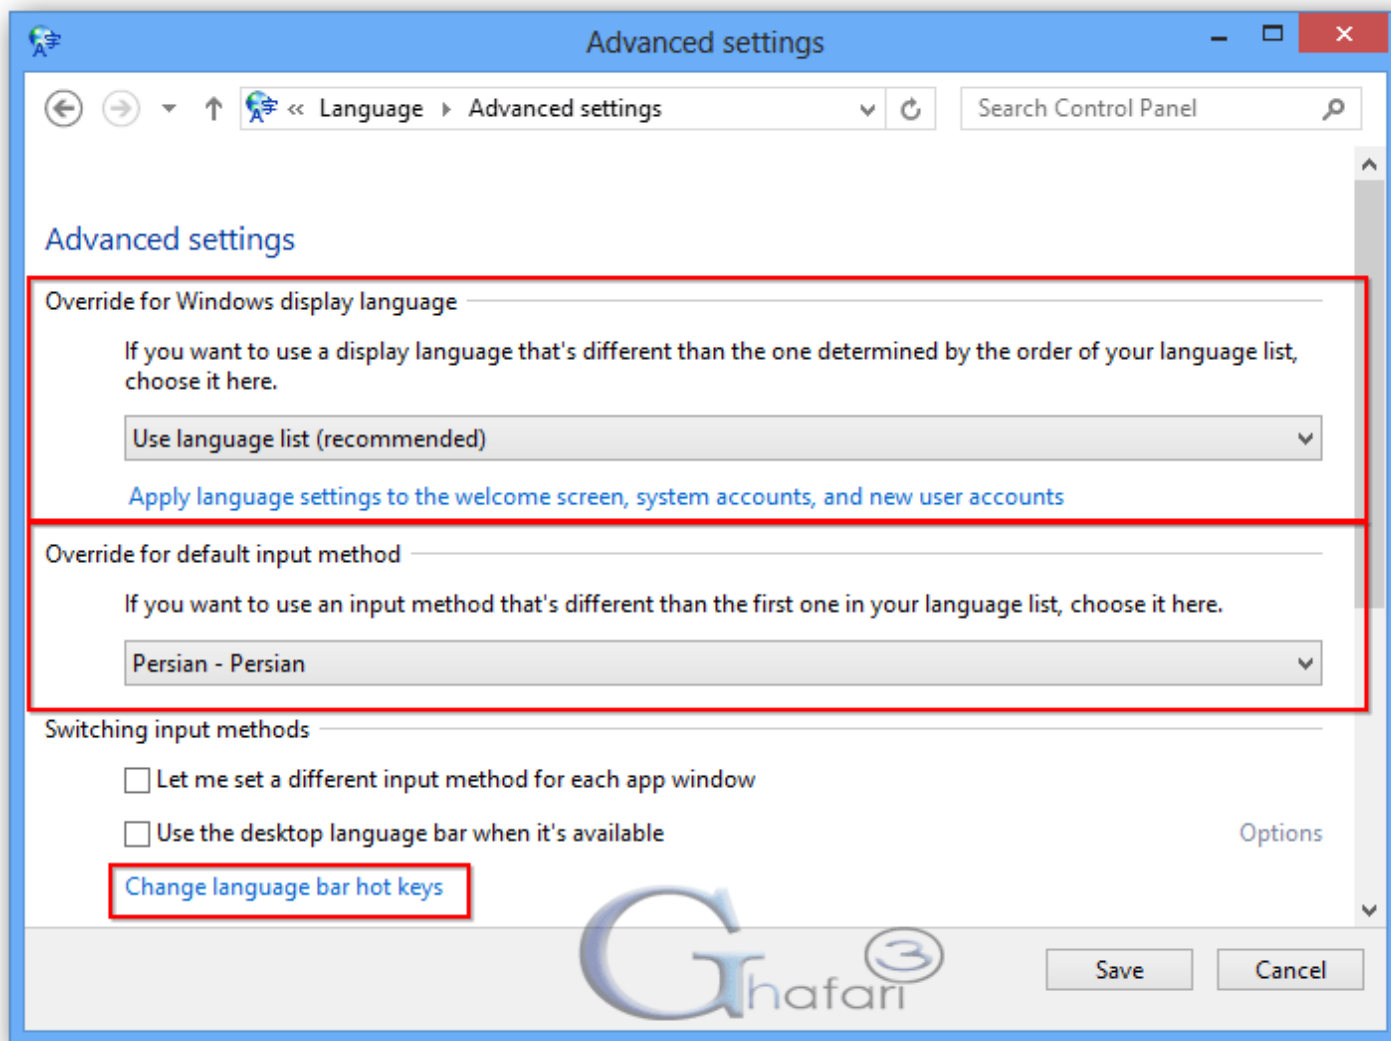 Advanced settings
« Language Advanced settings
Search Control Panel
Advanced settings
Override for Windows display language
If you want to use a display language that's different than the one determined by the order of your language list,
choose it here.
Use language list (recommended)
Apply language settings to the welcome screen, system accounts, and new user accounts
Override for default input method
If you want to use an input method that's different than the first one in your language list, choose it here.
Persian - Persian
Switching input methods
Let me set a different input method for each app window
Use the desktop language bar when it's available
Options
Change language bar hot keys
Ghafari 3
Save
Cancel